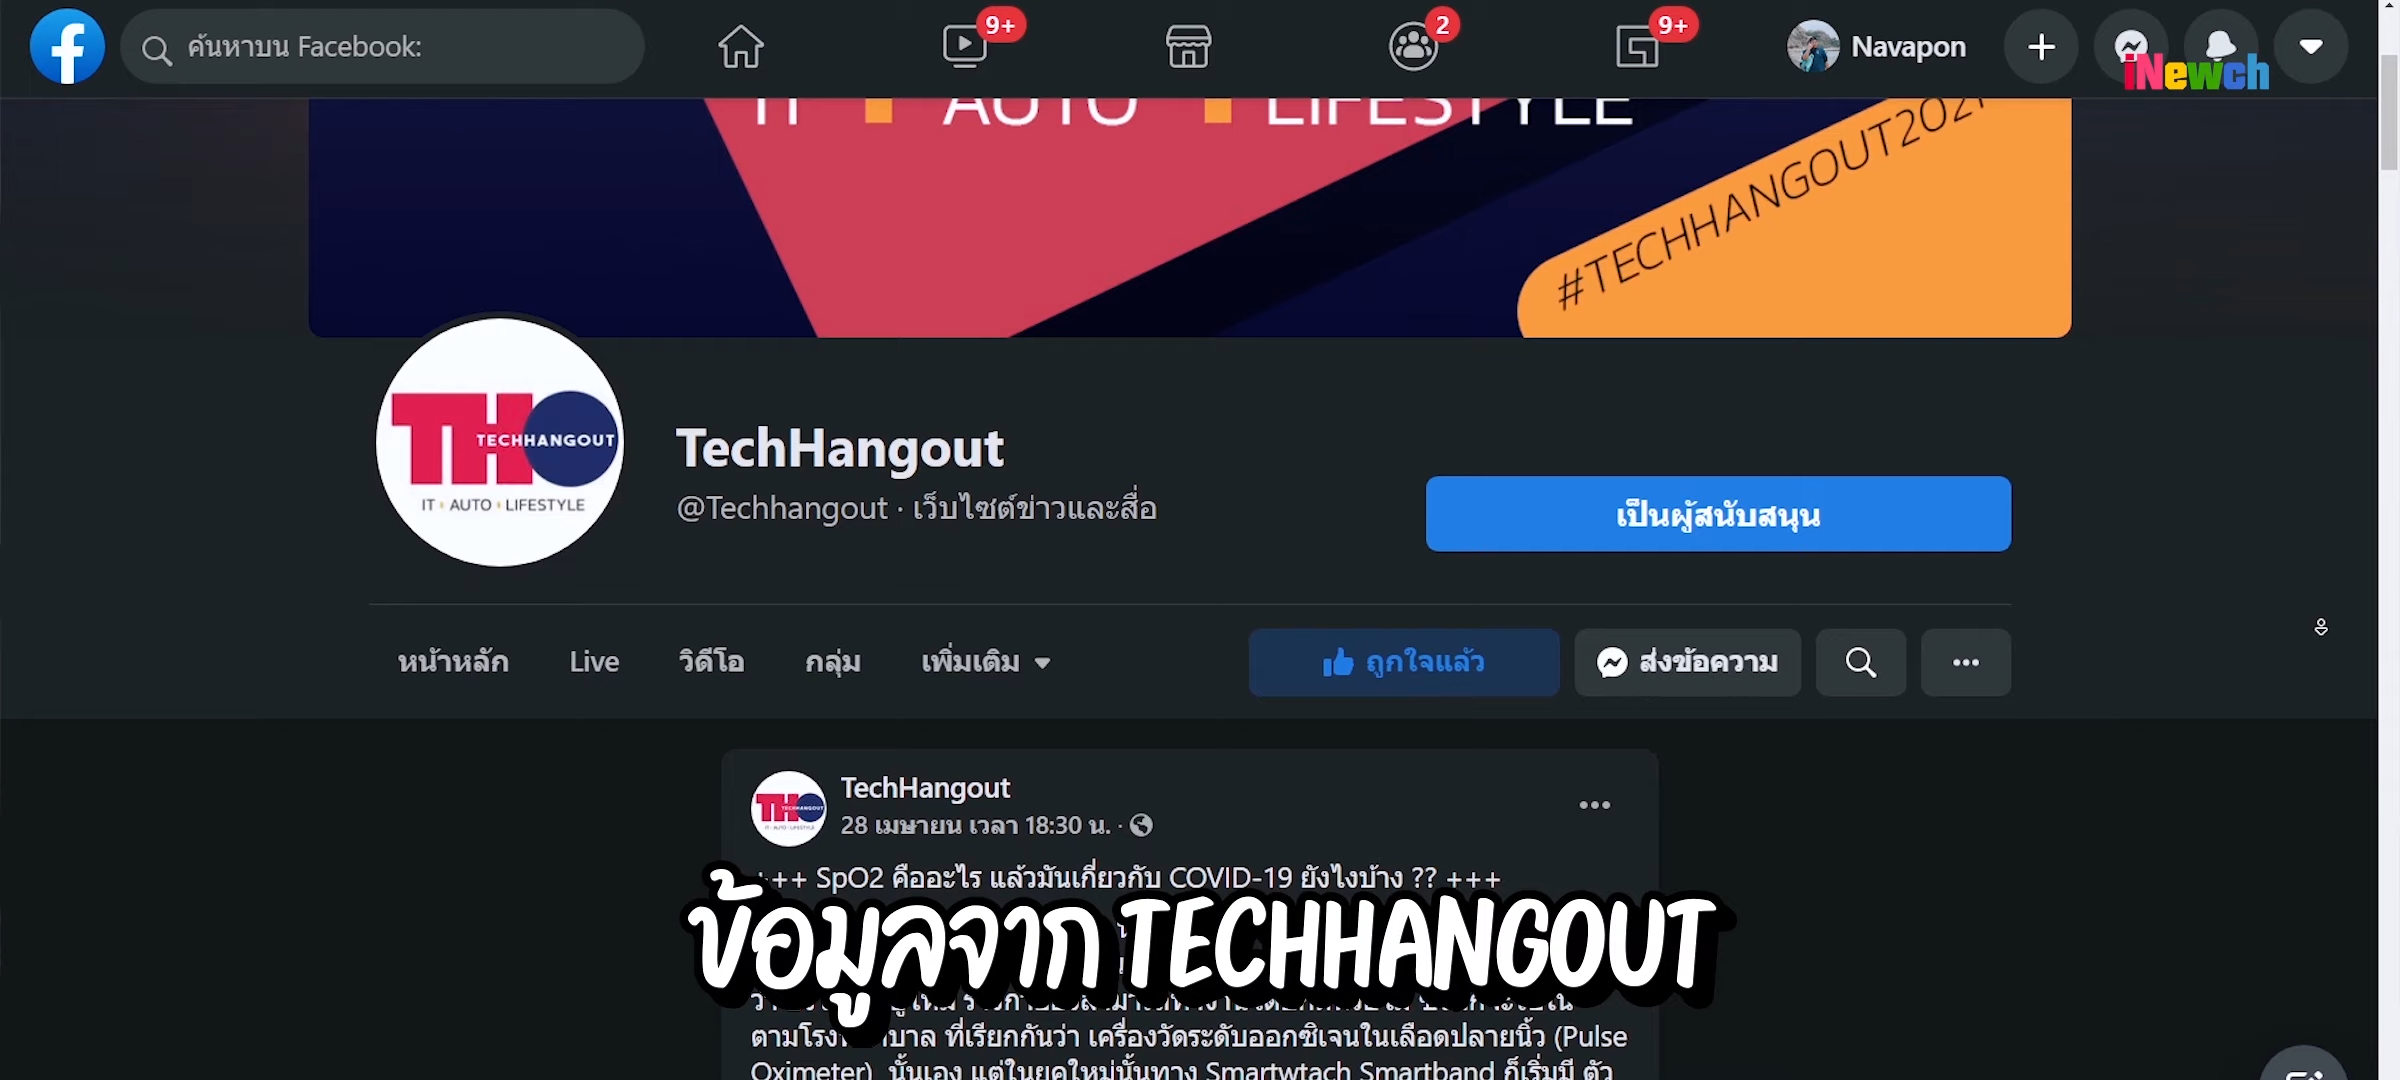 ค้นหาบน Facebook:
9+
2
9+
Navapon
iNewch
IT AUTO LIFESTYLE
#TECHHANGOUT2021
TH
TECHHANGOUT
IT AUTO LIFESTYLE
TechHangout
@Techhangout · เว็บไซต์ข่าวและสื่อ
เป็นผู้สนับสนุน
หน้าหลัก Live วิดีโอ กลุ่ม เพิ่มเติม
ถูกใจแล้ว
ส่งข้อความ
TechHangout
28 เมษายน เวลา 18:30 น. ·
+++ SpO2 คืออะไร แล้วมันเกี่ยวกับ COVID-19 ยังไงบ้าง ?? +++
ข้อมูลจาก TECHHANGOUT
บาล ที่เรียกกันว่า เครื่องวัดระดับออกซิเจนในเลือดปลายนิ้ว (Pulse
Oximeter) นั้นเอง แต่ในยุคใหม่นั้นทาง Smartwtach Smartband ก็เริ่มมี ตัว